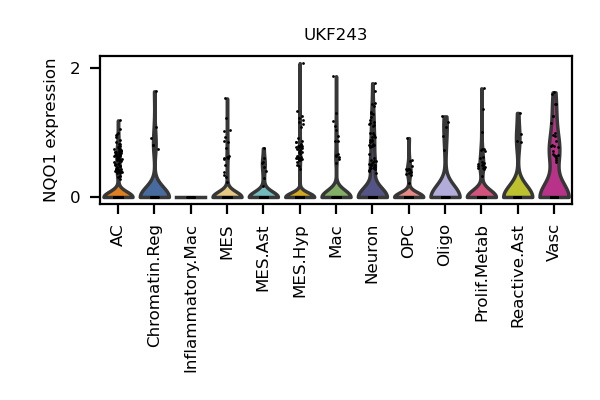 UKF243
NQO1 expression
2
0
AC
Chromatin.Reg
Inflammatory.Mac
MES
MES.Ast
MES.Hyp
Mac
Neuron
OPC
Oligo
Prolif.Metab
Reactive.Ast
Vasc